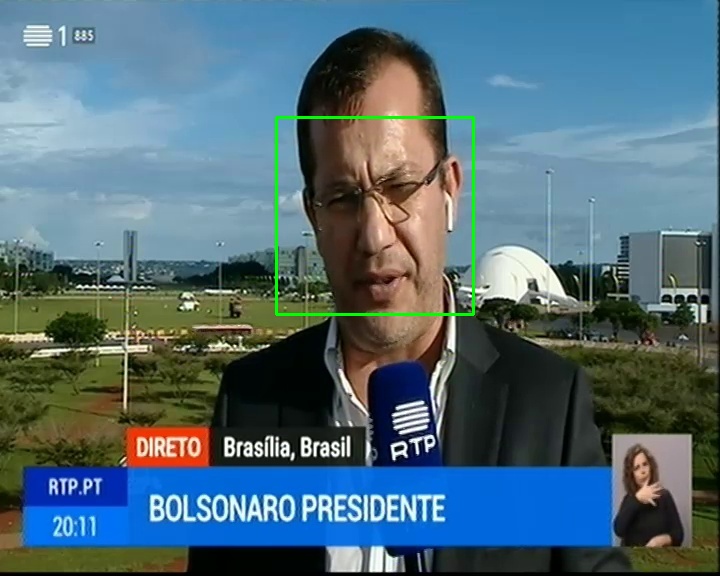 1 885
RTP
DIRETO Brasília, Brasil
RTP.PT
BOLSONARO PRESIDENTE
20:11